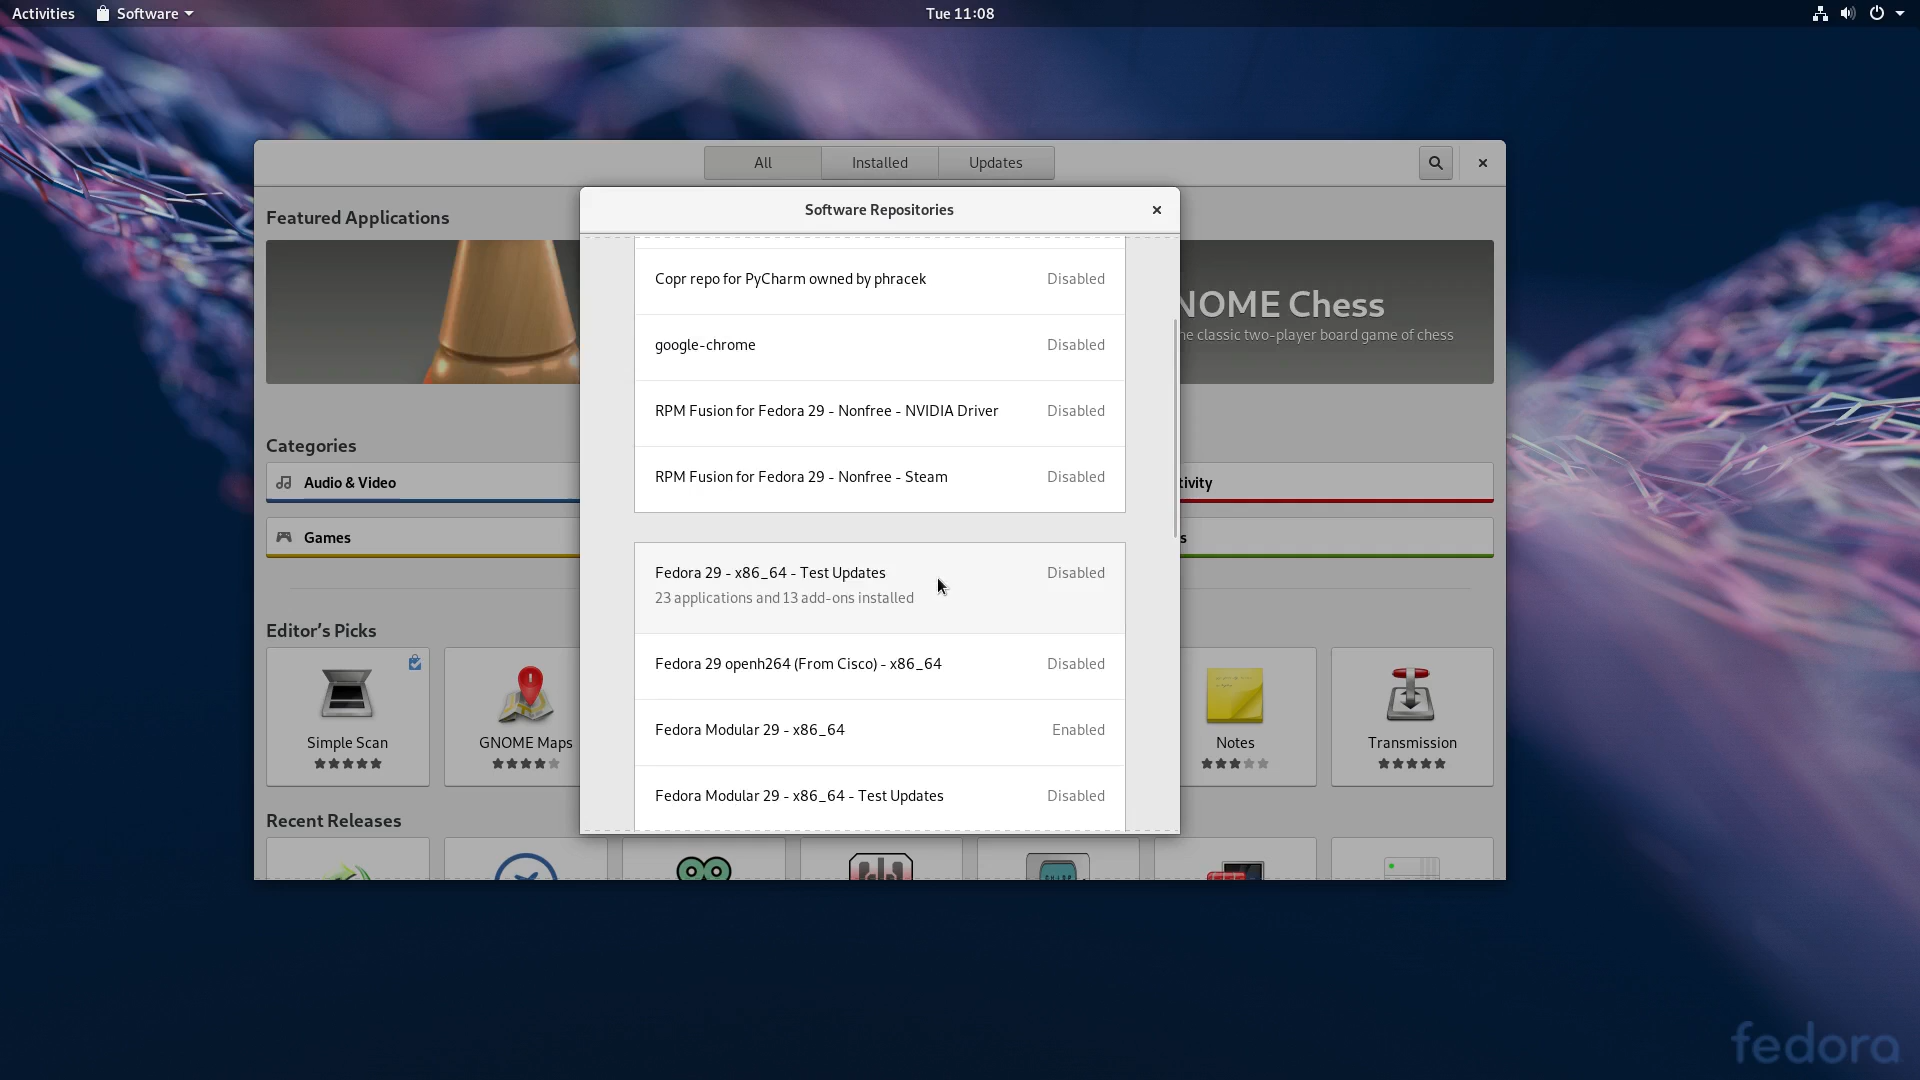 Activities Software Tue 11:08
All Installed Updates
Software Repositories
Featured Applications
Copr repo for PyCharm owned by phracek Disabled
NOME Chess
he classic two-player board game of chess
google-chrome Disabled
RPM Fusion for Fedora 29 - Nonfree - NVIDIA Driver Disabled
Categories
RPM Fusion for Fedora 29 - Nonfree - Steam Disabled
Audio & Video
tivity
Games
s
Fedora 29 - x86_64 - Test Updates Disabled
23 applications and 13 add-ons installed
Editor’s Picks
Fedora 29 openh264 (From Cisco) - x86_64 Disabled
Fedora Modular 29 - x86_64 Enabled
Simple Scan GNOME Maps Notes Transmission
Fedora Modular 29 - x86_64 - Test Updates Disabled
Recent Releases
fedora